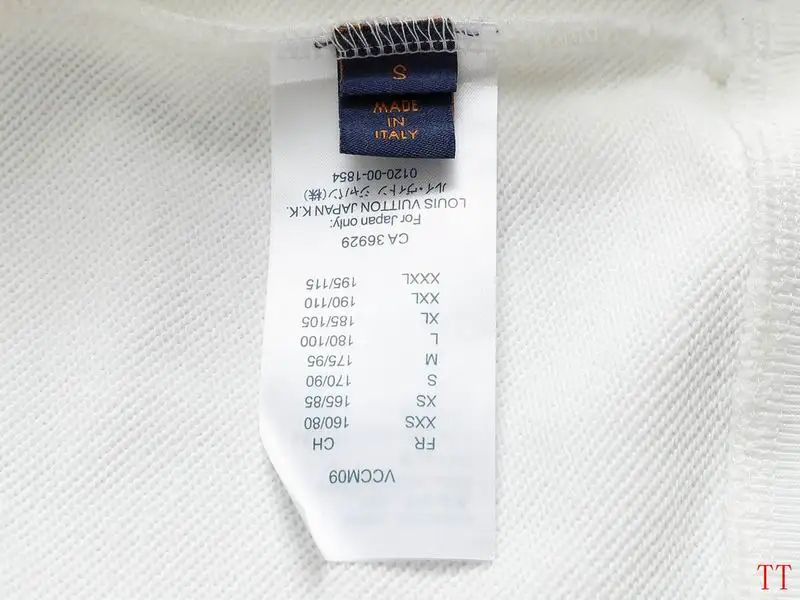 S
MADE
IN
ITALY
VCCM09
FR CH
XXS 160/80
XS 165/85
S 170/90
M 175/95
L 180/100
XL 185/105
XXL 190/110
XXXL 195/115
CA 36929
For Japan only:
LOUIS VUITTON JAPAN K.K.
ルイ・ヴィトン ジャパン(株)
0120-00-1854
TT